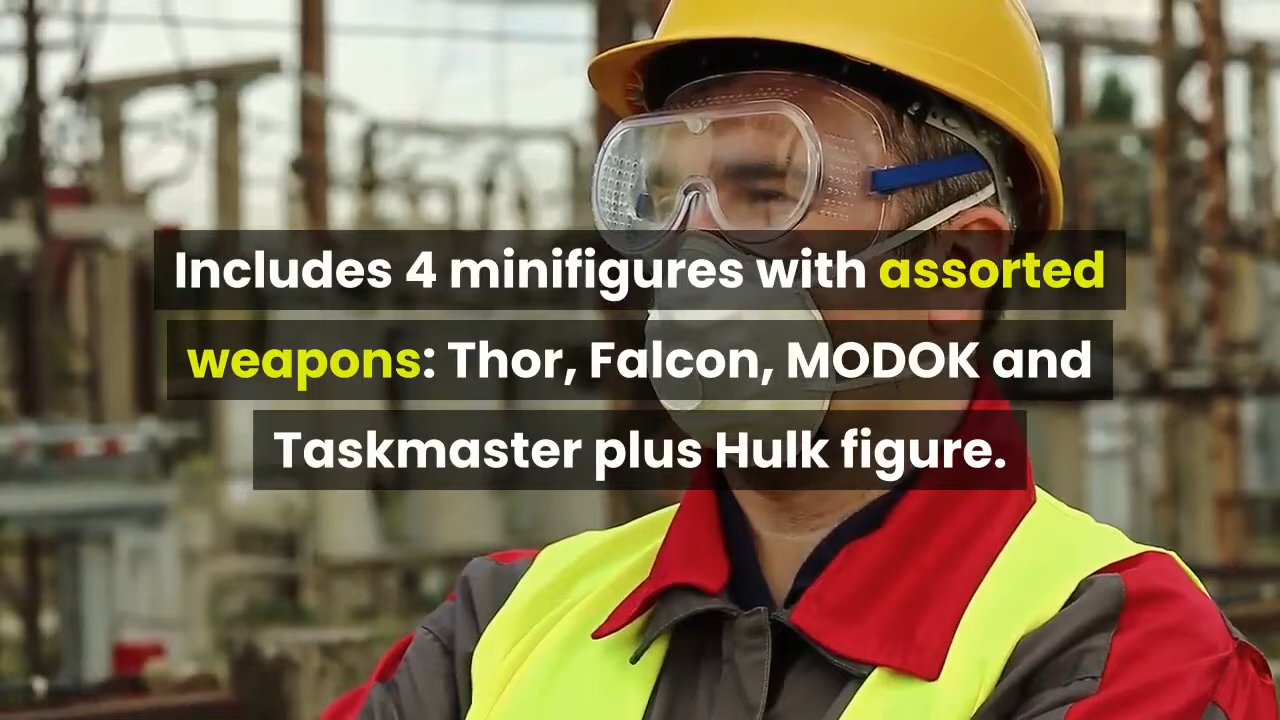 Includes 4 minifigures with assorted
weapons: Thor, Falcon, MODOK and
Taskmaster plus Hulk figure.